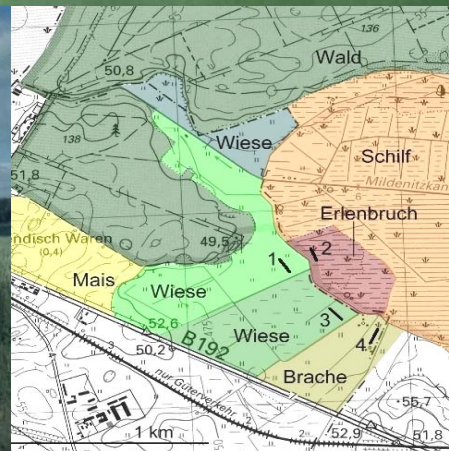 136
Wald
50,8
Wiese
138
Schilf
51,8
Mildenitzkan
Erlenbruch
49,5
ndisch Waren
(0,4)
1
2
Mais
Wiese
52,6
3
Wiese
4
50,2
B192
Brache
nur Güterverkehr
55,7
1 km
52,9
51,8